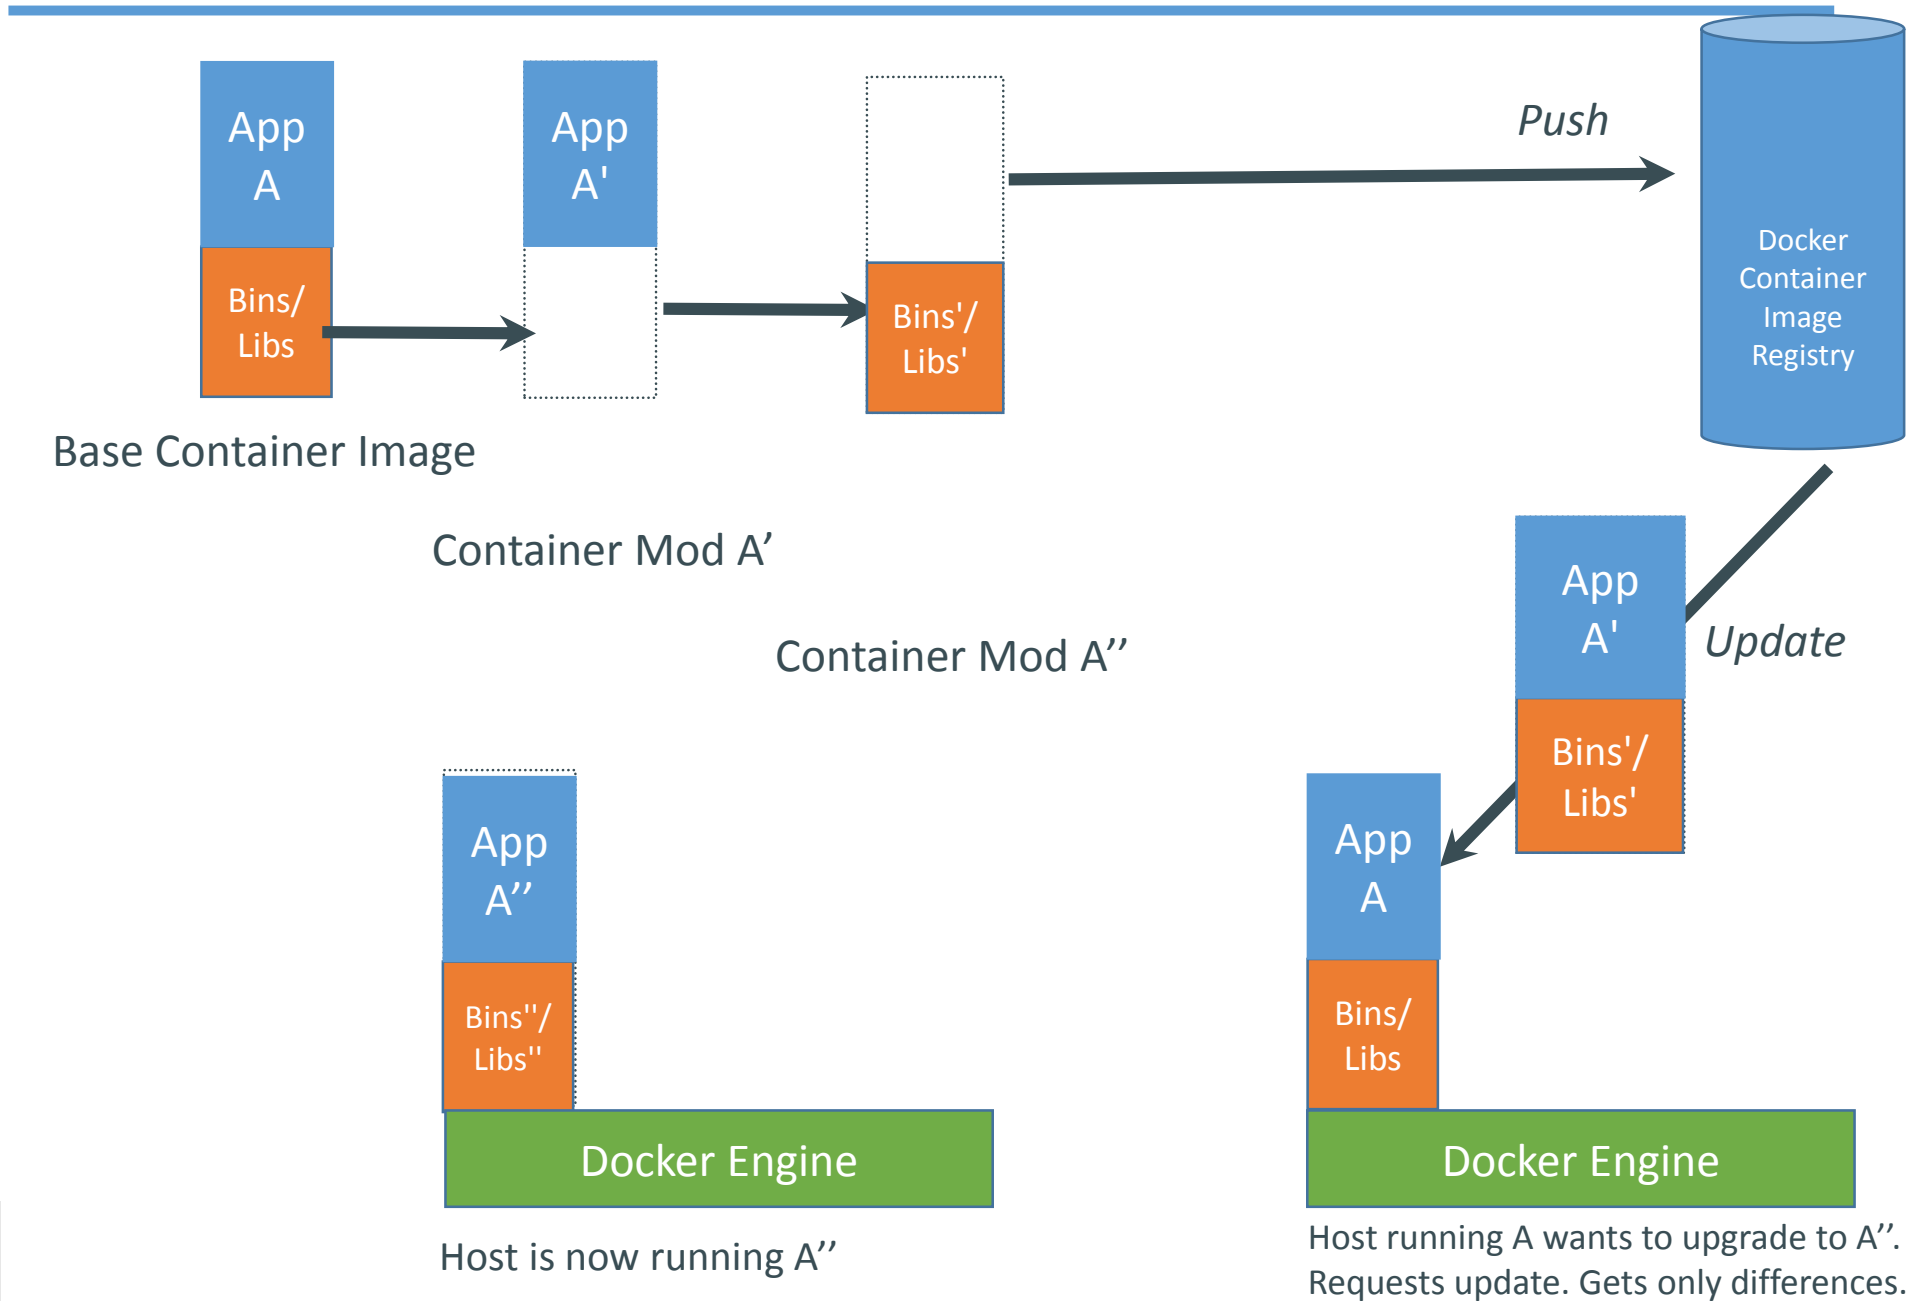 App
A
Bins/
Libs
App
A'
Bins'/
Libs'
Push
Docker
Container
Image
Registry
Base Container Image
Container Mod A’
Container Mod A’’
App
A'
Bins'/
Libs'
Update
App
A’’
Bins''/
Libs''
Docker Engine
Host is now running A’’
App
A
Bins/
Libs
Docker Engine
Host running A wants to upgrade to A’’.
Requests update. Gets only differences.